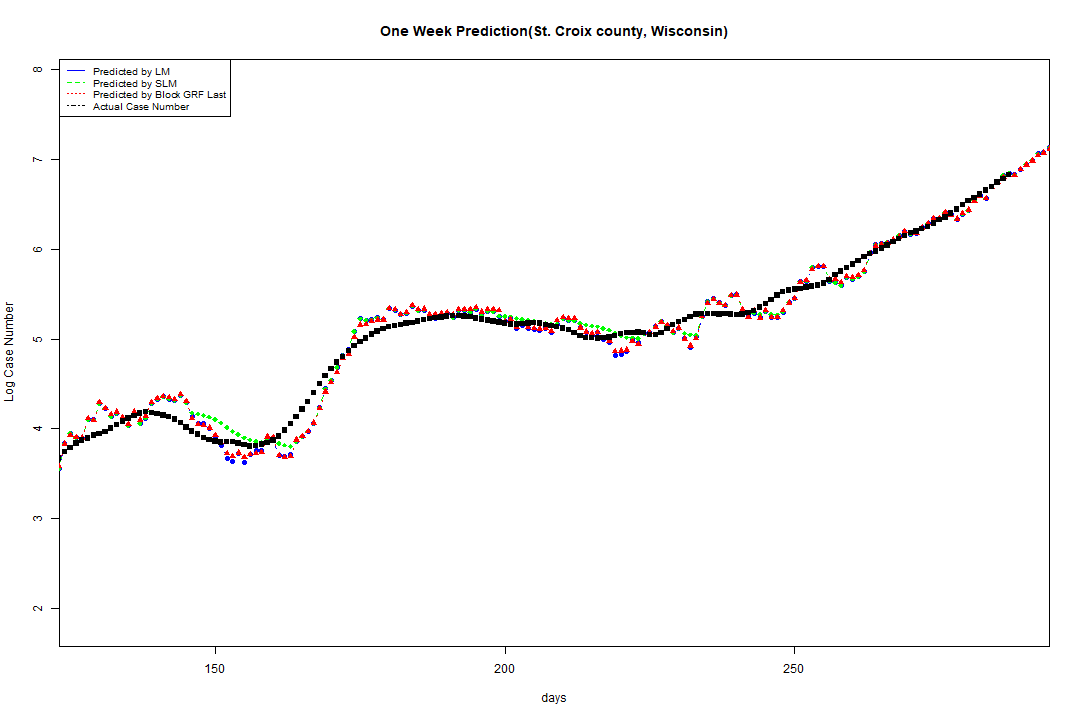 One Week Prediction(St. Croix county, Wisconsin)
Predicted by LM
Predicted by SLM
Predicted by Block GRF Last
Actual Case Number
8
7
6
5
4
3
2
Log Case Number
150 200 250
days